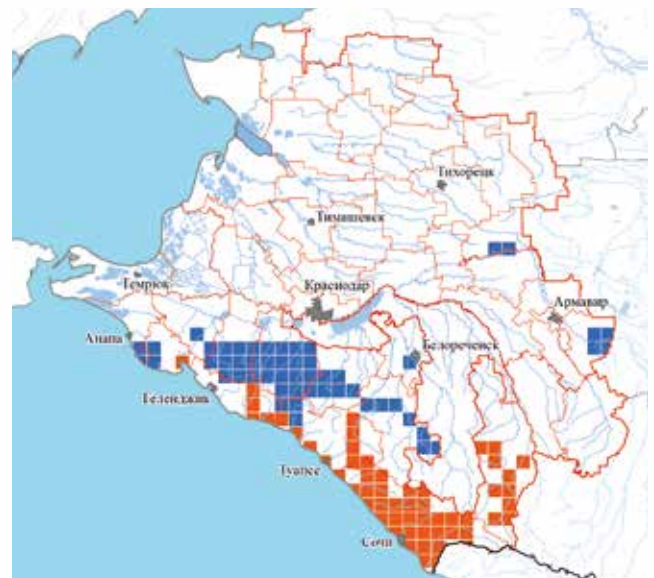 Тихорецк
Тимашевск
Темрюк
Краснодар
Армавир
Анапа
Белореченск
Геленджик
Туапсе
Сочи